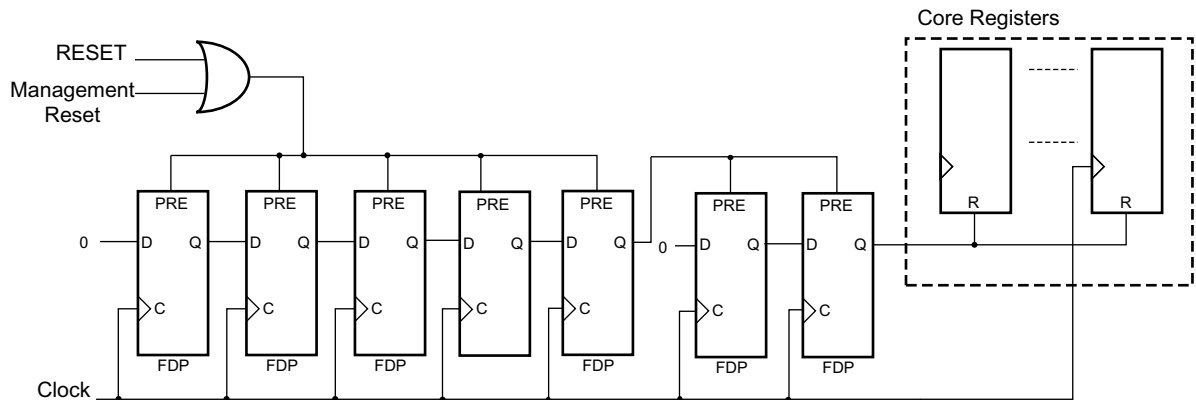 Core Registers
RESET
Management
Reset
PRE PRE PRE PRE PRE PRE PRE
R R
0 D Q D Q D Q D Q D Q 0 D Q D Q
C C C C C C C
FDP FDP FDP FDP FDP FDP
Clock